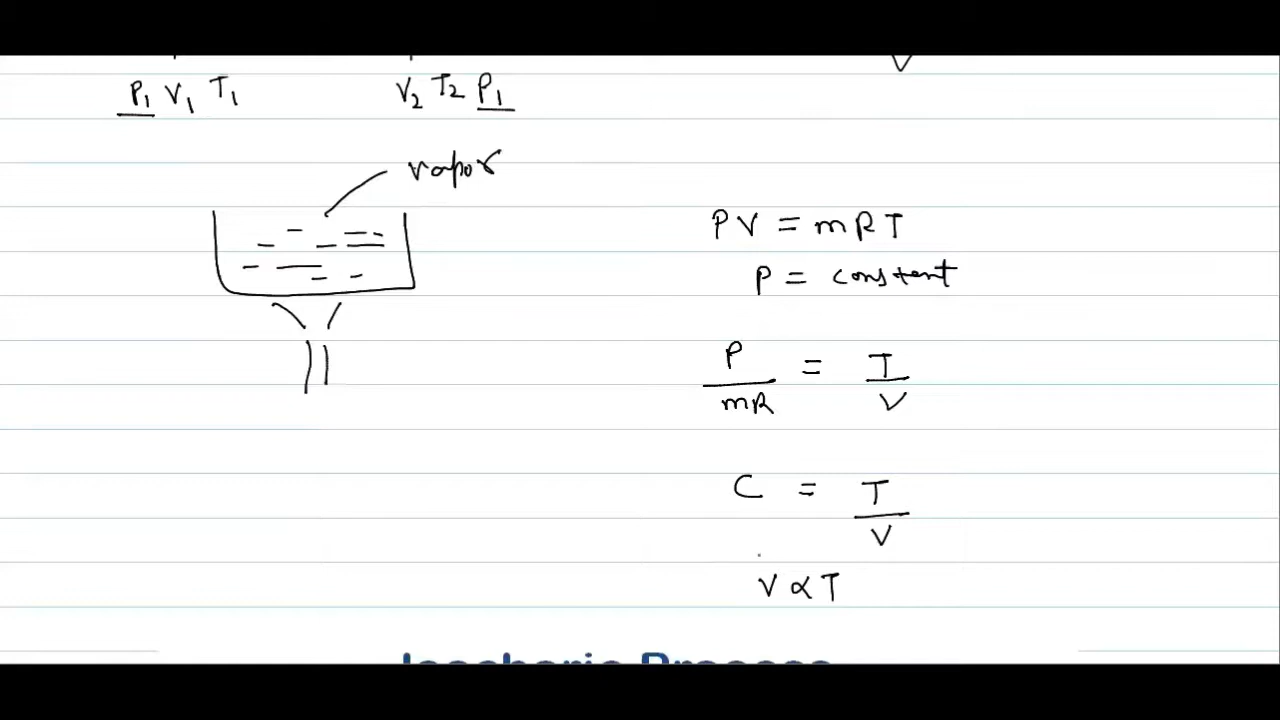 P₁ V₁ T₁
V₂ T₂ P₁
vapor
PV = mRT
P = constant
P/mR = T/V
C = T/V
V ∝ T